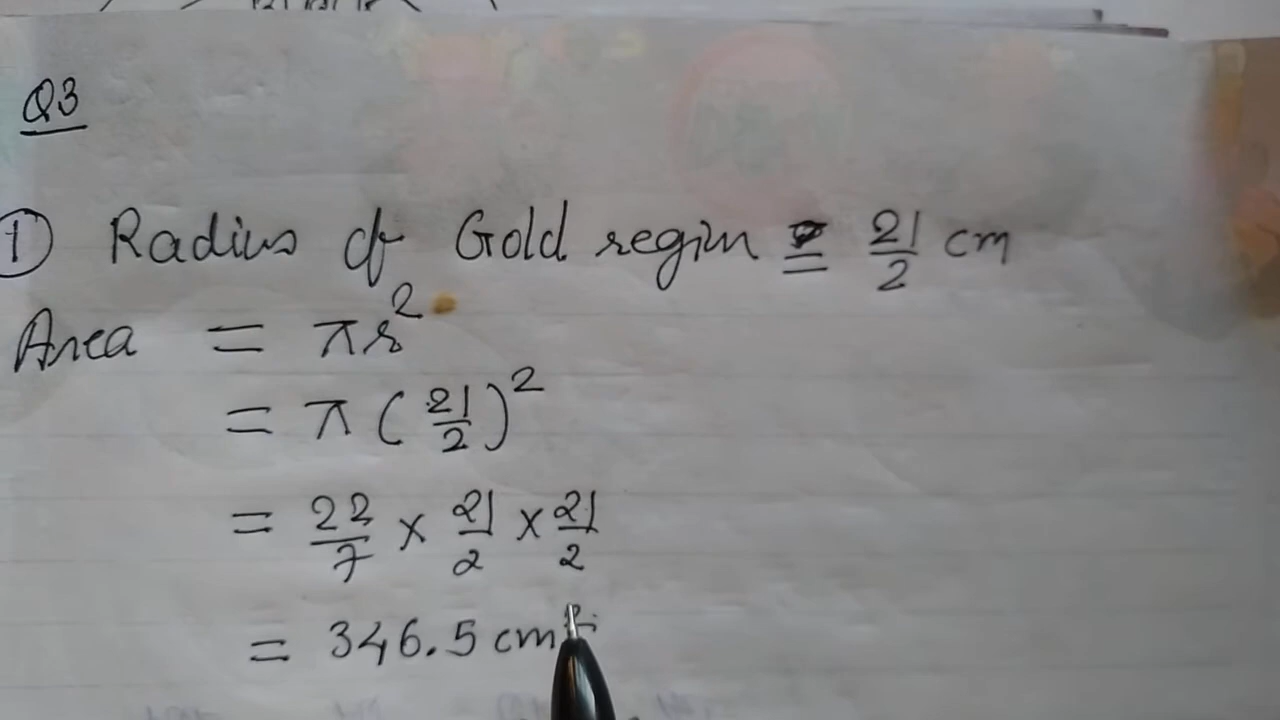 Q3
① Radius of Gold region = 21/2 cm
Area = πr²
= π(21/2)²
= 22/7 × 21/2 × 21/2
= 346.5 cm²